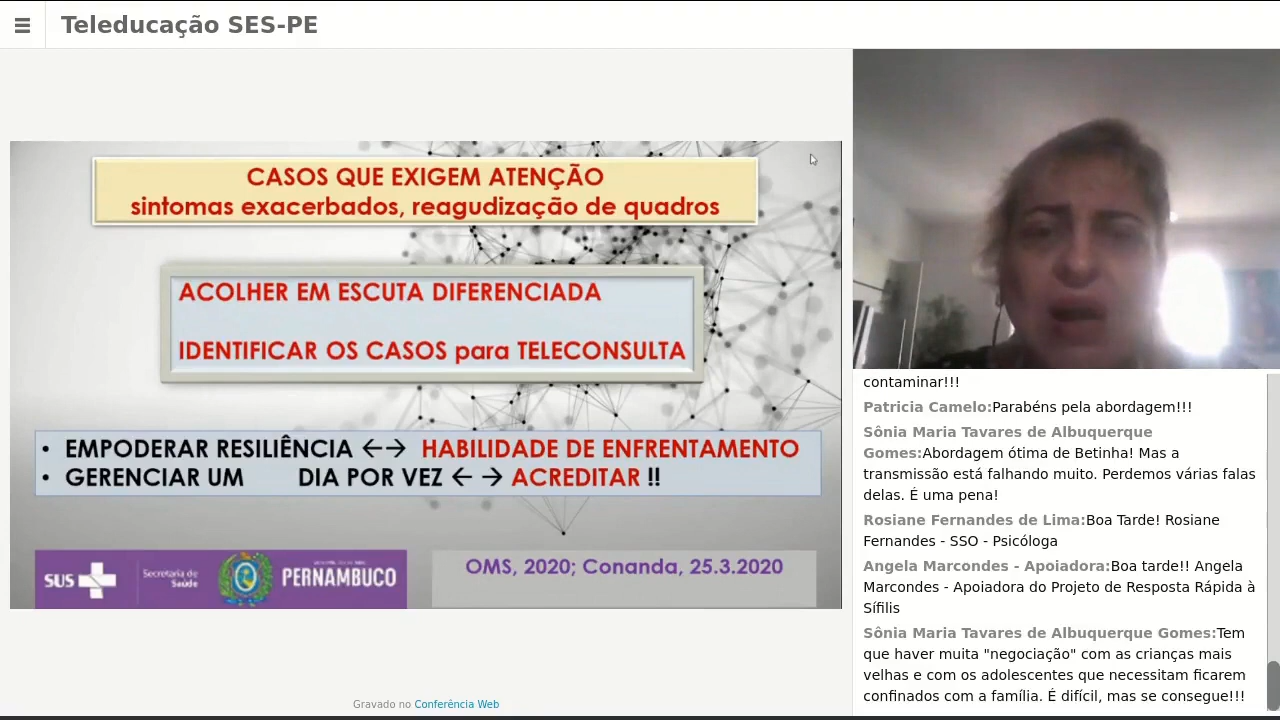 Teleducação SES-PE
CASOS QUE EXIGEM ATENÇÃO
sintomas exacerbados, reagudização de quadros
ACOLHER EM ESCUTA DIFERENCIADA
IDENTIFICAR OS CASOS para TELECONSULTA
• EMPODERAR RESILIÊNCIA ←→ HABILIDADE DE ENFRENTAMENTO
• GERENCIAR UM DIA POR VEZ ← → ACREDITAR !!
SUS
Secretaria de
Saúde
PERNAMBUCO
OMS, 2020; Conanda, 25.3.2020
Gravado no Conferência Web
contaminar!!!
Patricia Camelo:Parabéns pela abordagem!!!
Sônia Maria Tavares de Albuquerque
Gomes:Abordagem ótima de Betinha! Mas a
transmissão está falhando muito. Perdemos várias falas
delas. É uma pena!
Rosiane Fernandes de Lima:Boa Tarde! Rosiane
Fernandes - SSO - Psicóloga
Angela Marcondes - Apoiadora:Boa tarde!! Angela
Marcondes - Apoiadora do Projeto de Resposta Rápida à
Sífilis
Sônia Maria Tavares de Albuquerque Gomes:Tem
que haver muita "negociação" com as crianças mais
velhas e com os adolescentes que necessitam ficarem
confinados com a família. É difícil, mas se consegue!!!